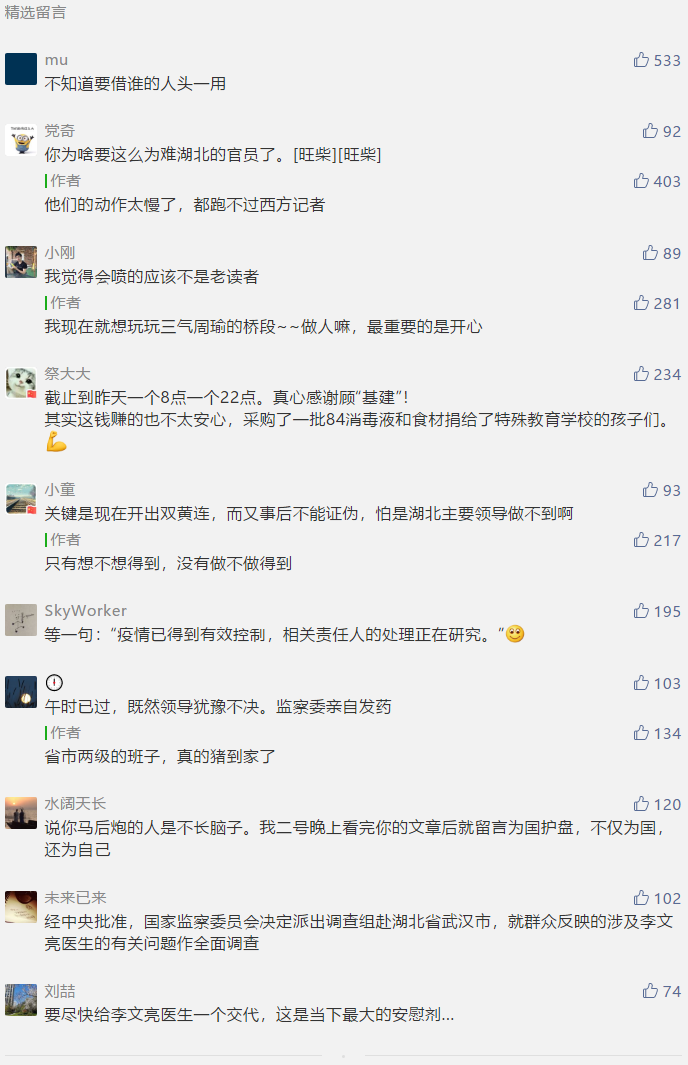 精选留言
mu
533
不知道要借谁的人头一用
党奇
92
你为啥要这么为难湖北的官员了。[旺柴][旺柴]
作者
403
他们的动作太慢了，都跑不过西方记者
小刚
89
我觉得会喷的应该不是老读者
作者
281
我现在就想玩玩三气周瑜的桥段~~做人嘛，最重要的是开心
祭大大
234
截止到昨天一个8点一个22点。真心感谢顾“基建”！
其实这钱赚的也不太安心，采购了一批84消毒液和食材捐给了特殊教育学校的孩子们。
💪
小童
93
关键是现在开出双黄连，而又事后不能证伪，怕是湖北主要领导做不到啊
作者
217
只有想不想得到，没有做不做得到
SkyWorker
195
等一句：“疫情已得到有效控制，相关责任人的处理正在研究。”😊
103
午时已过，既然领导犹豫不决。监察委亲自发药
作者
134
省市两级的班子，真的猪到家了
水阔天长
120
说你马后炮的人是不长脑子。我二号晚上看完你的文章后就留言为国护盘，不仅为国，
还为自己
未来已来
102
经中央批准，国家监察委员会决定派出调查组赴湖北省武汉市，就群众反映的涉及李文
亮医生的有关问题作全面调查
刘喆
74
要尽快给李文亮医生一个交代，这是当下最大的安慰剂...